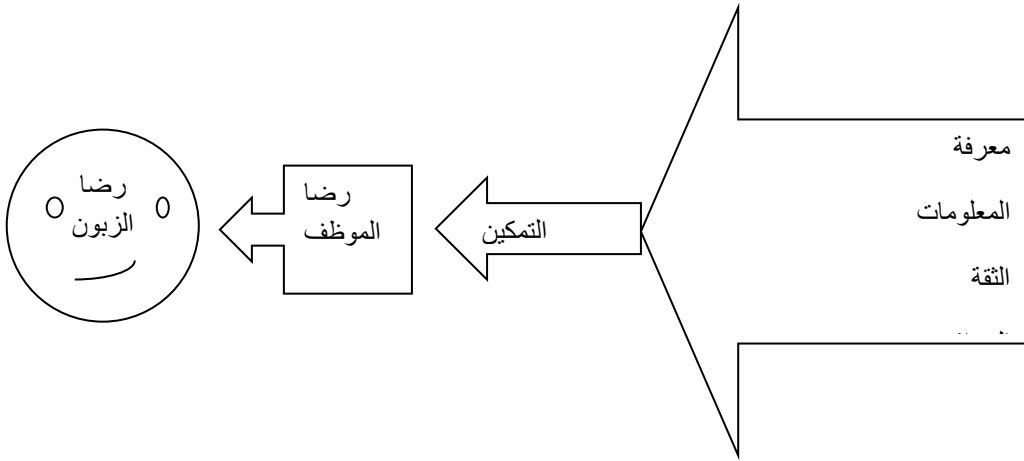 معرفة
المعلومات
الثقة
التمكين
رضا
الموظف
رضا
الزبون